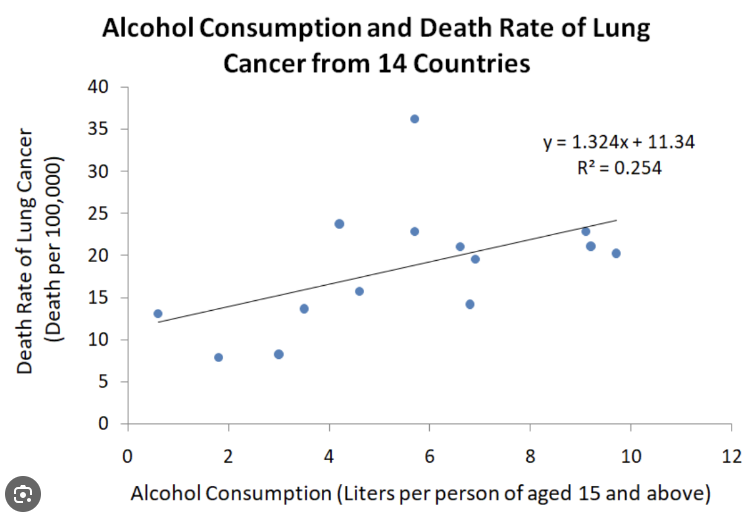 Alcohol Consumption and Death Rate of Lung
Cancer from 14 Countries
40
35
30
25
20
15
10
5
0
Death Rate of Lung Cancer
(Death per 100,000)
y = 1.324x + 11.34
R² = 0.254
0 2 4 6 8 10 12
Alcohol Consumption (Liters per person of aged 15 and above)